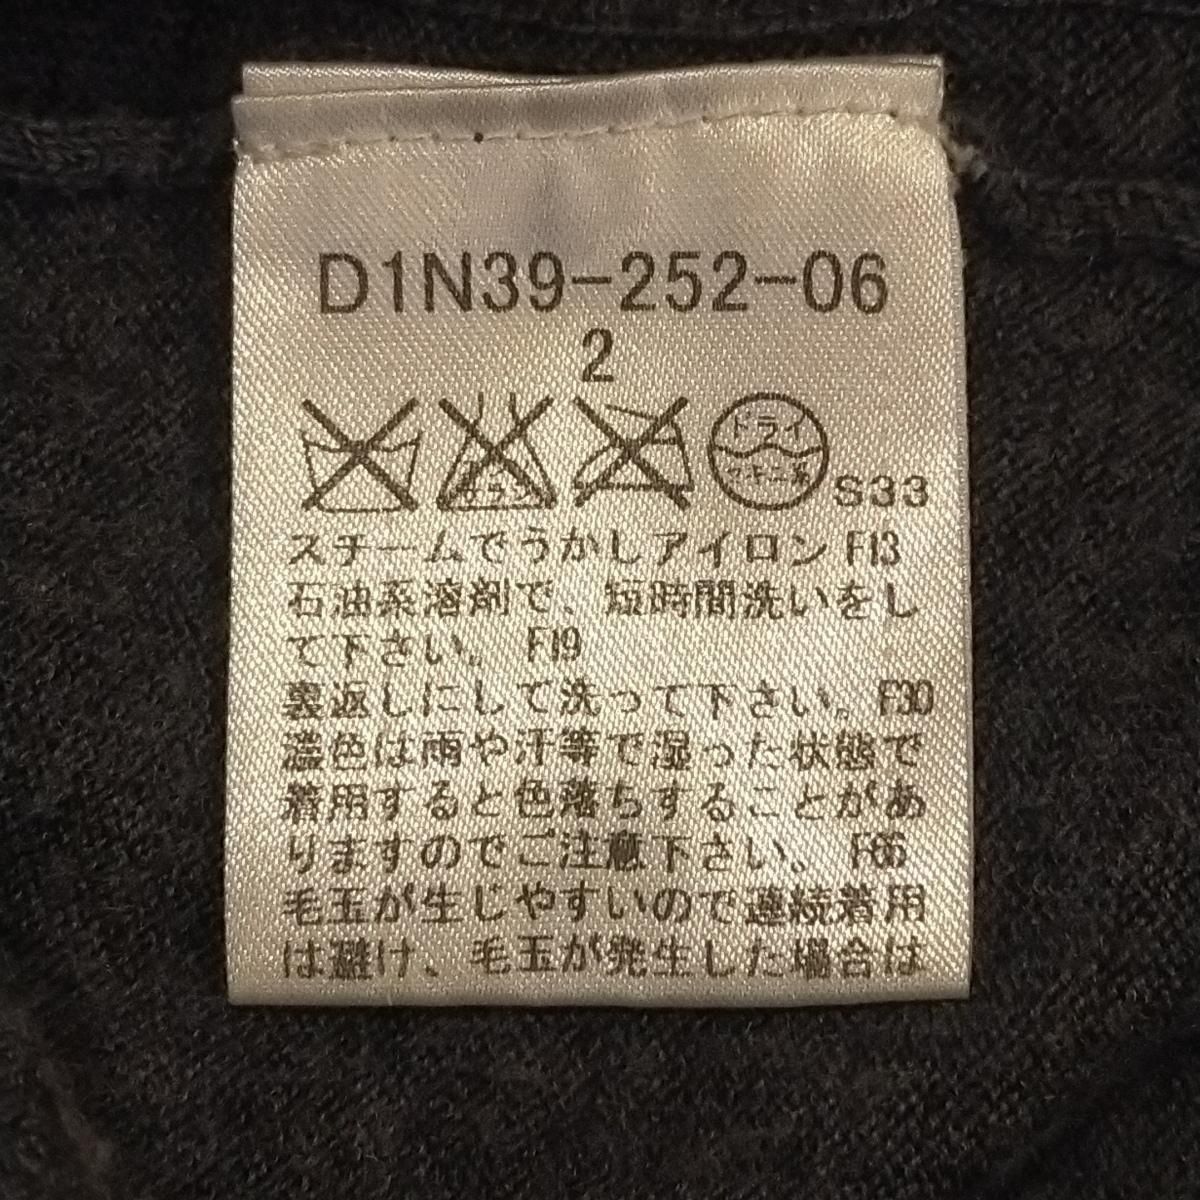 D1N39-252-06
2
エンソ
サラシ
ドライ
セキユ系
S33
スチームでうかしアイロン F13
石油系溶剤で、短時間洗いをし
て下さい。 F19
裏返しにして洗って下さい。F30
濃色は雨や汗等で湿った状態で
着用すると色落ちすることがあ
りますのでご注意下さい。 F66
毛玉が生じやすいので連続着用
は避け、毛玉が発生した場合は